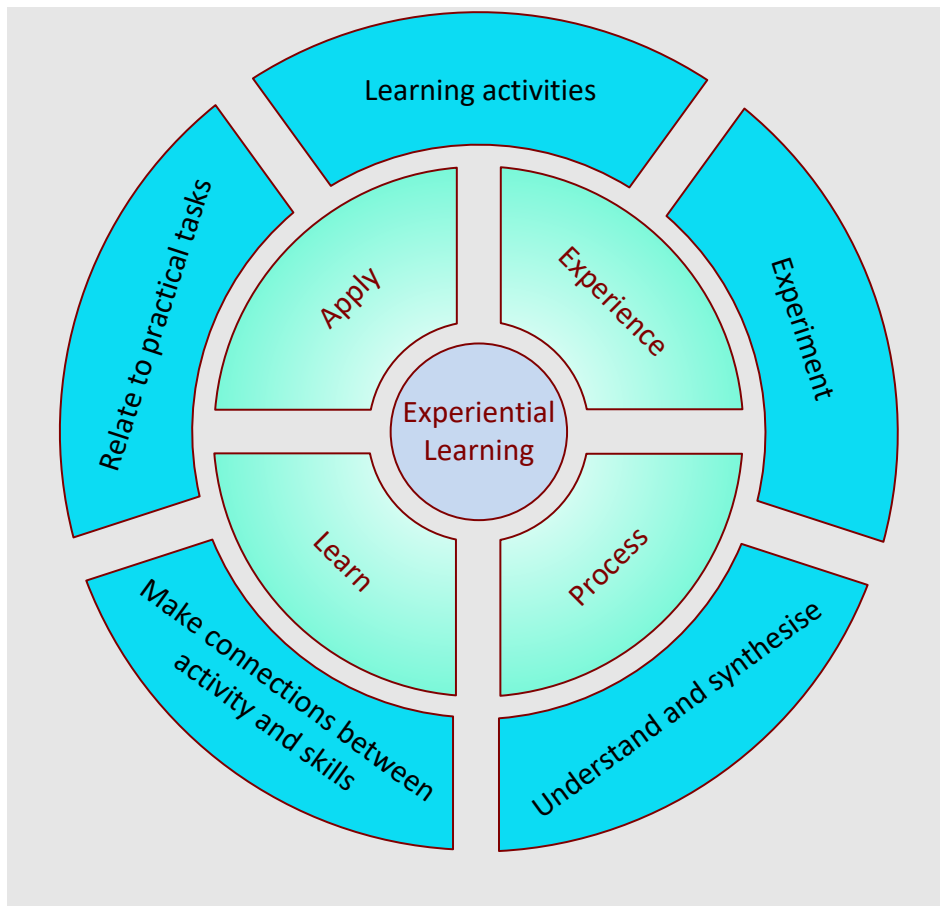 Learning activities
Experiment
Understand and synthesise
Make connections between
activity and skills
Relate to practical tasks
Experience
Process
Learn
Apply
Experiential
Learning